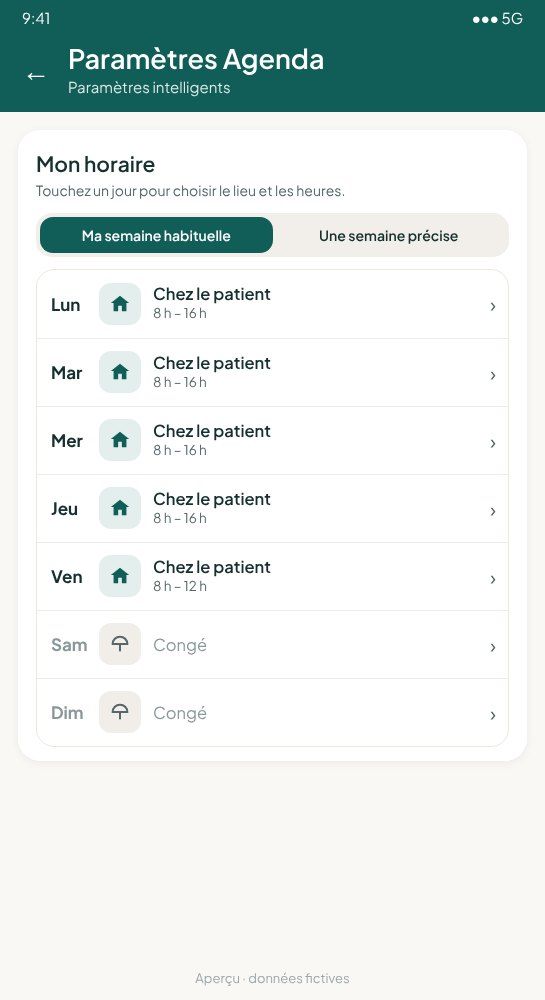 9:41
●●● 5G
←
Paramètres Agenda
Paramètres intelligents
Mon horaire
Touchez un jour pour choisir le lieu et les heures.
Ma semaine habituelle
Une semaine précise
Lun
Chez le patient
8 h – 16 h
›
Mar
Chez le patient
8 h – 16 h
›
Mer
Chez le patient
8 h – 16 h
›
Jeu
Chez le patient
8 h – 16 h
›
Ven
Chez le patient
8 h – 12 h
›
Sam
Congé
›
Dim
Congé
›
Aperçu · données fictives